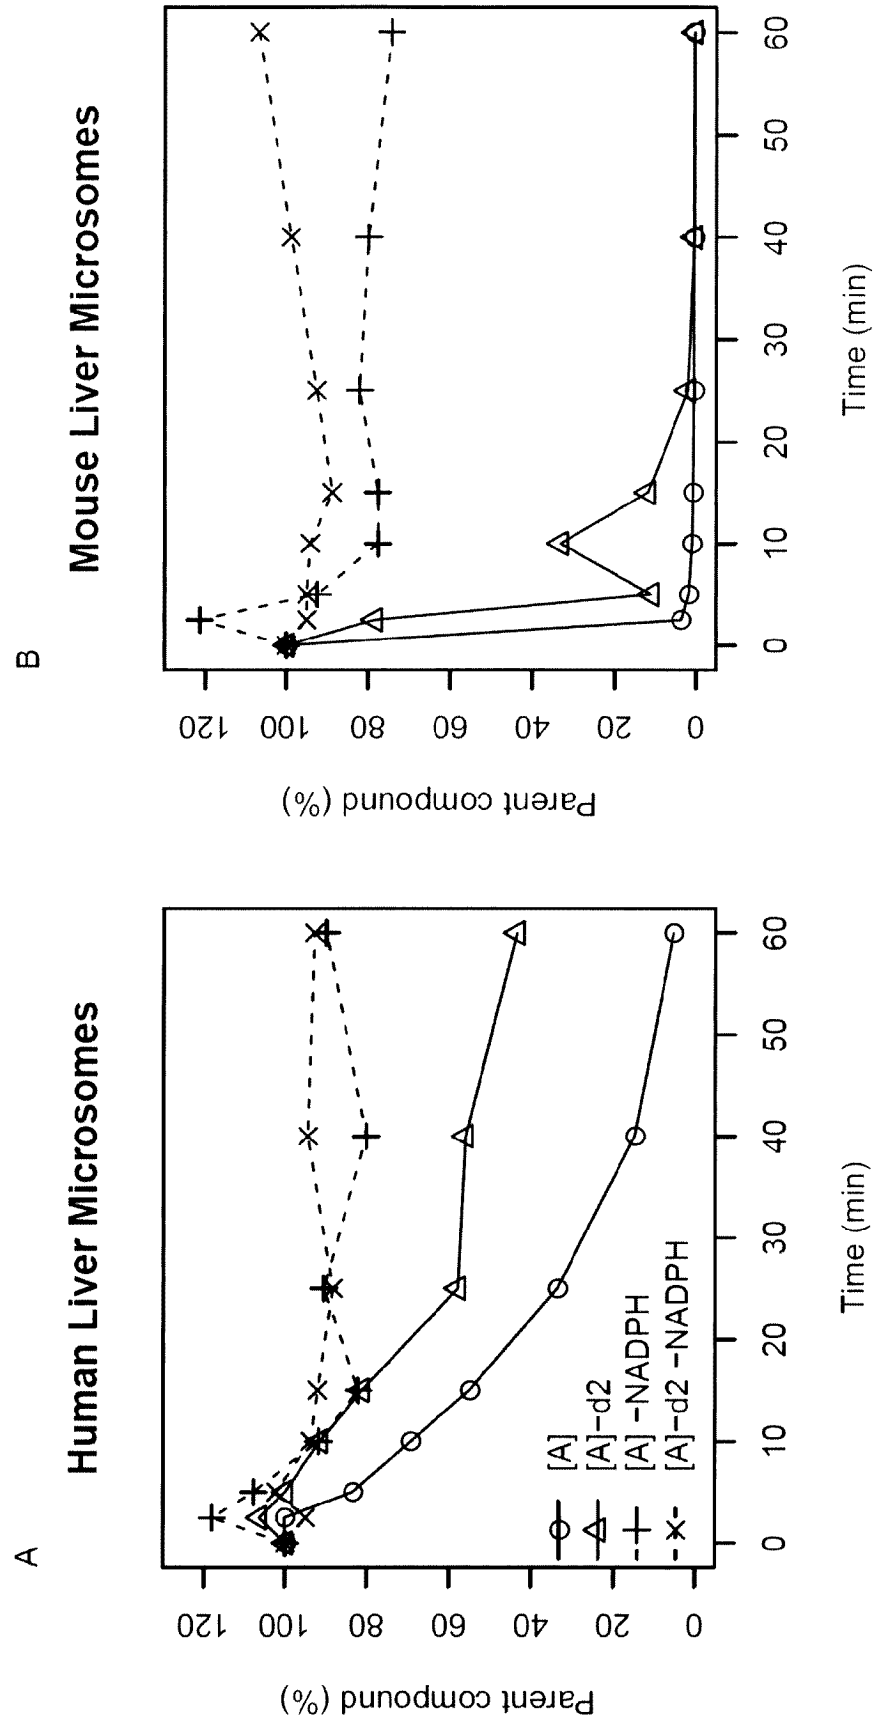 A
Human Liver Microsomes
Parent compound (%)
120
100
80
60
40
20
0
0
10
20
30
40
50
60
Time (min)
[A]
[A]-d2
[A] -NADPH
[A]-d2 -NADPH
B
Mouse Liver Microsomes
Parent compound (%)
120
100
80
60
40
20
0
0
10
20
30
40
50
60
Time (min)